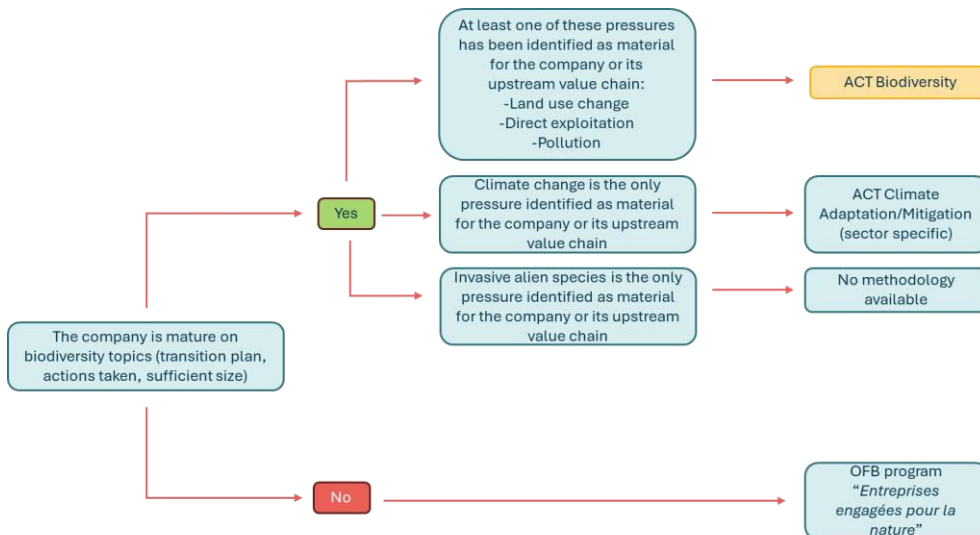 At least one of these pressures
has been identified as material
for the company or its
upstream value chain:
-Land use change
-Direct exploitation
-Pollution
ACT Biodiversity
Yes
Climate change is the only
pressure identified as material
for the company or its upstream
value chain
ACT Climate
Adaptation/Mitigation
(sector specific)
Invasive alien species is the only
pressure identified as material
for the company or its upstream
value chain
No methodology
available
The company is mature on
biodiversity topics (transition plan,
actions taken, sufficient size)
No
OFB program
“Entreprises
engagées pour la
nature”